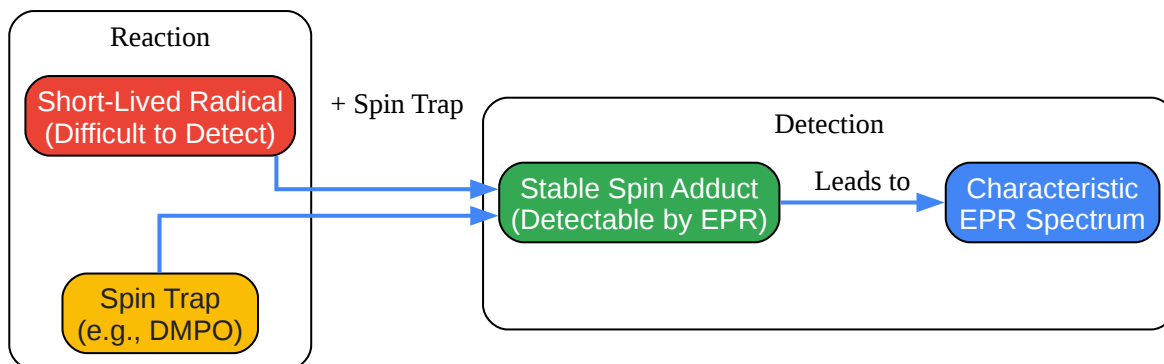 Reaction
Short-Lived Radical
(Difficult to Detect)
+ Spin Trap
Spin Trap
(e.g., DMPO)
Detection
Stable Spin Adduct
(Detectable by EPR)
Leads to
Characteristic
EPR Spectrum